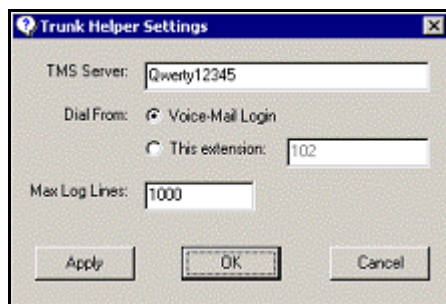 Trunk Helper Settings
TMS Server: Qwerty12345
Dial From: Voice-Mail Login
This extension: 102
Max Log Lines: 1000
Apply OK Cancel